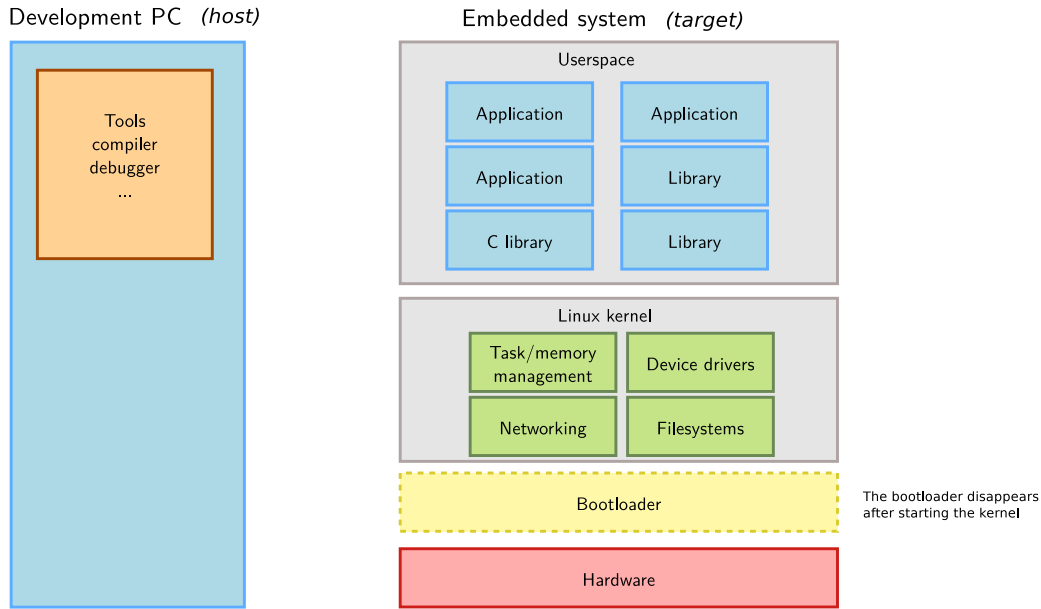 Development PC (host)
Tools
compiler
debugger
...
Embedded system (target)
Userspace
Application
Application
Application
Library
C library
Library
Linux kernel
Task/memory
management
Device drivers
Networking
Filesystems
Bootloader
The bootloader disappears
after starting the kernel
Hardware